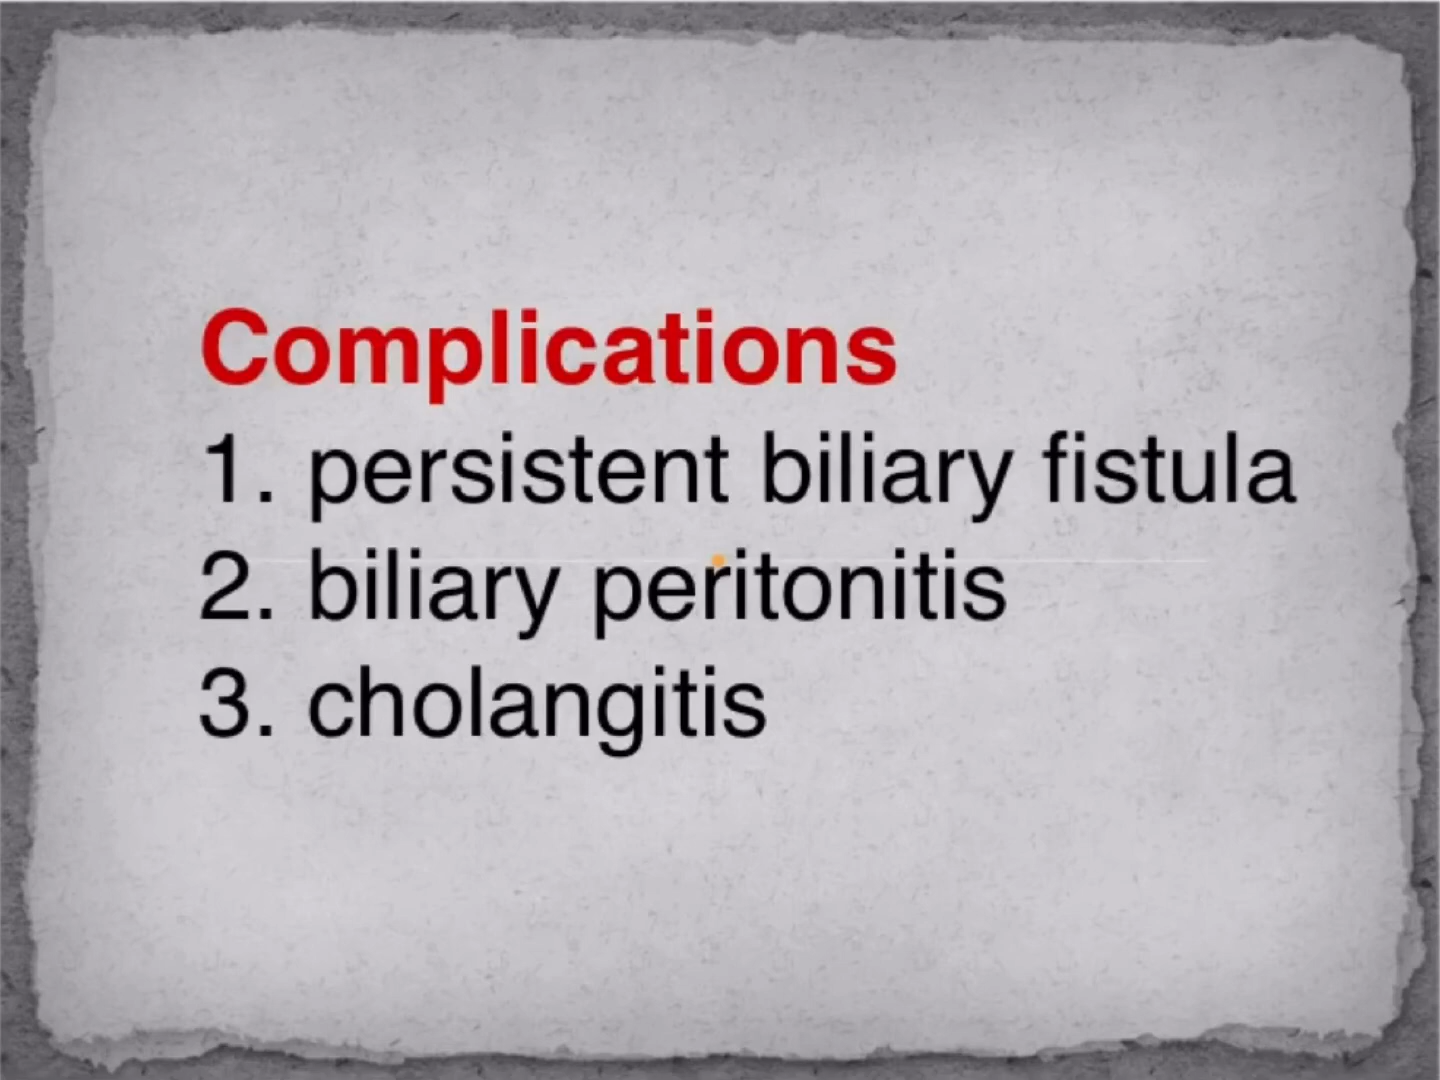 Complications
1. persistent biliary fistula
2. biliary peritonitis
3. cholangitis